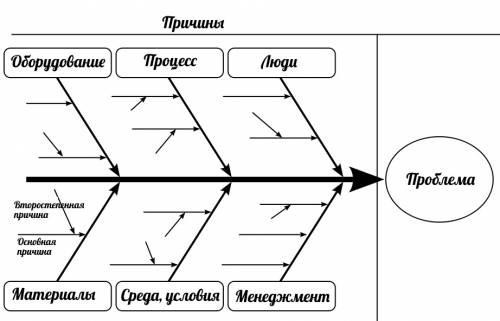 Причины
Оборудование
Процесс
Люди
Проблема
Второстепенная
причина
Основная
причина
Материалы
Среда, условия
Менеджмент